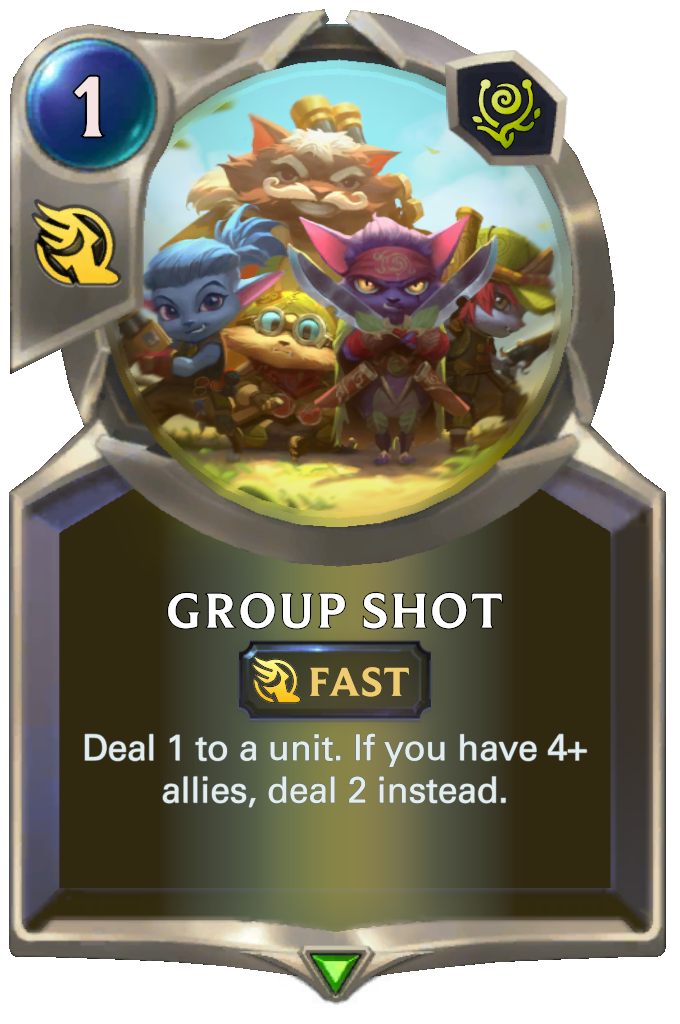 1
GROUP SHOT
FAST
Deal 1 to a unit. If you have 4+
allies, deal 2 instead.